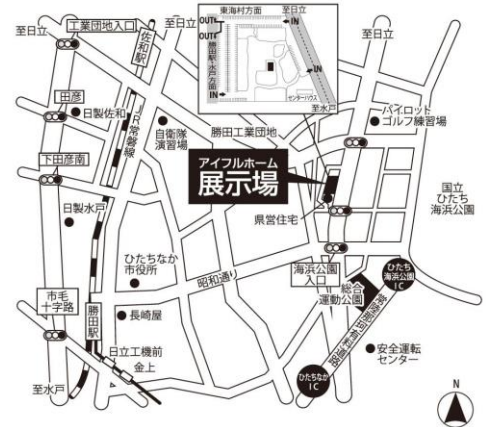 東海村方面
至日立
OUT
IN
OUT
勝田駅・水戸方面
IN
IN
センターハウス
至水戸
至日立
工業団地入口
佐和駅
至日立
田彦
日製佐和
JR常磐線
自衛隊
演習場
勝田工業団地
パイロット
ゴルフ練習場
下田彦南
アイフルホーム
展示場
国立
ひたち
海浜公園
県営住宅
日製水戸
ひたちなか
市役所
昭和通り
海浜公園
入口
ひたち
海浜公園
IC
総合
運動公園
市毛
十字路
勝田駅
長崎屋
常陸那珂有料道路
安全運転
センター
日立工機前
金上
至水戸
ひたちなか
IC
N